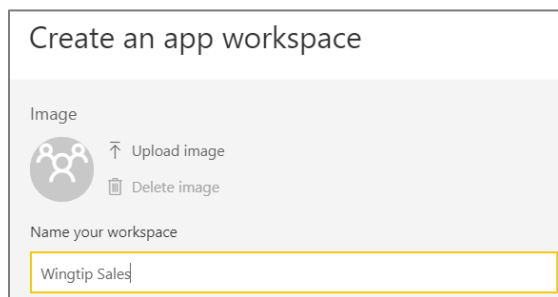 Create an app workspace
Image
Upload image
Delete image
Name your workspace
Wingtip Sales